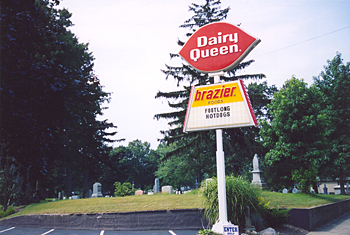 Dairy
Queen
brazier
FOODS
FOOTLONG
HOTDOGS
ENTER